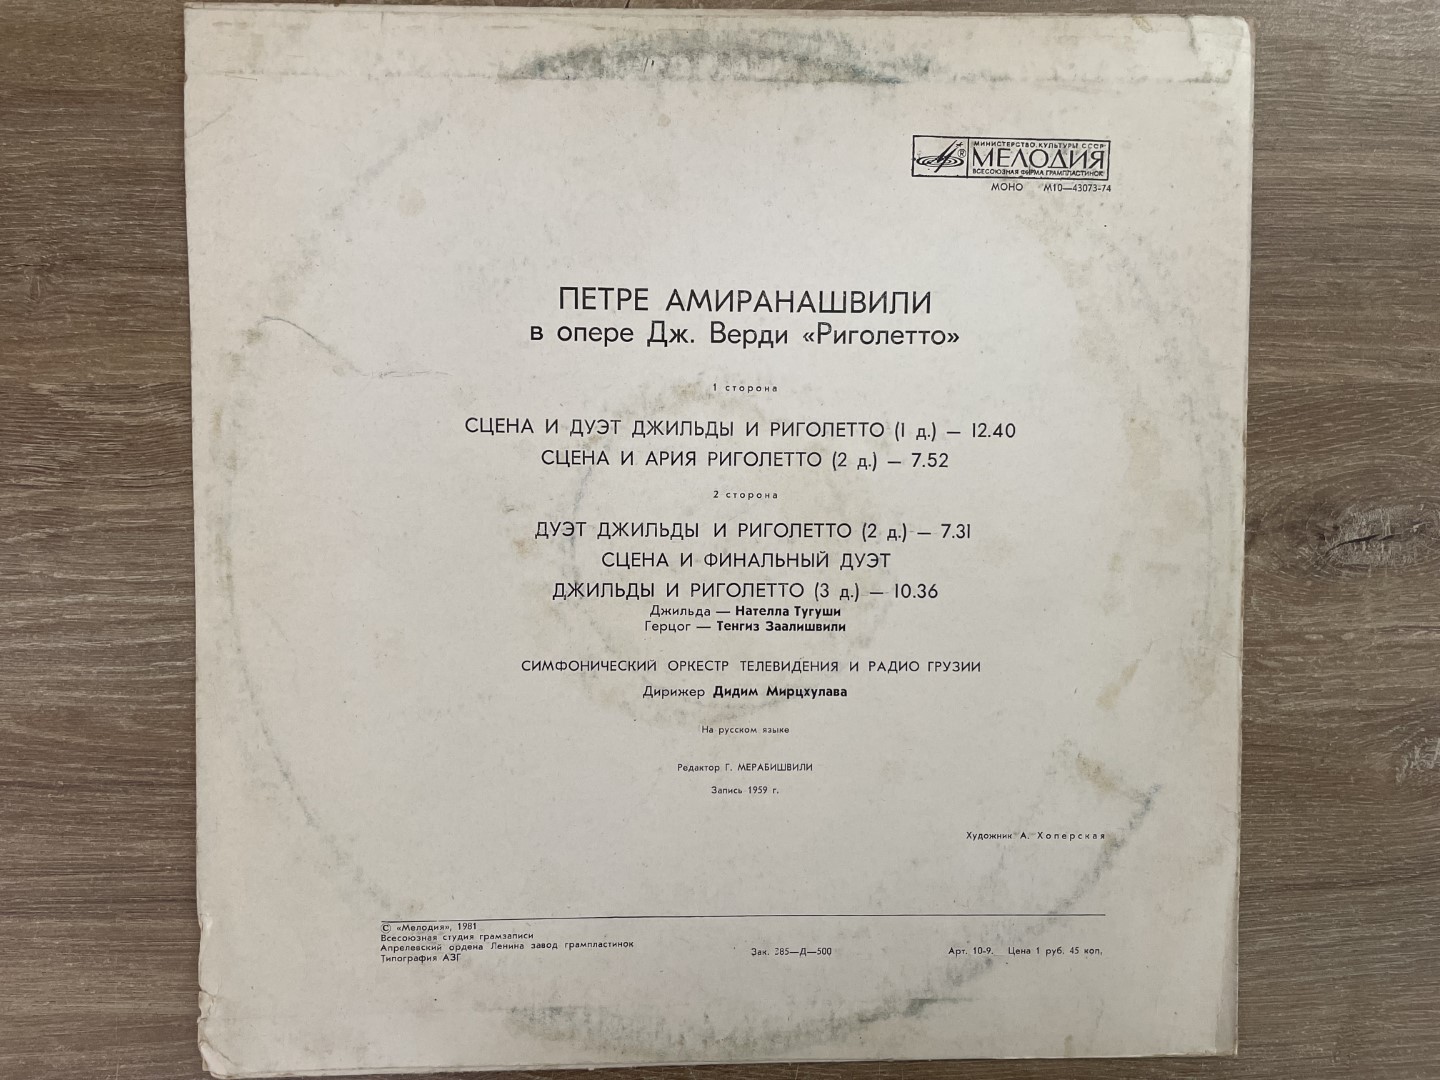 МИНИСТЕРСТВО КУЛЬТУРЫ СССР
МЕЛОДИЯ
ВСЕСОЮЗНАЯ ФИРМА ГРАМПЛАСТИНОК
МОНО М10—43073-74
ПЕТРЕ АМИРАНАШВИЛИ
в опере Дж. Верди «Риголетто»
1 сторона
СЦЕНА И ДУЭТ ДЖИЛЬДЫ И РИГОЛЕТТО (I д.) — 12.40
СЦЕНА И АРИЯ РИГОЛЕТТО (2 д.) — 7.52
2 сторона
ДУЭТ ДЖИЛЬДЫ И РИГОЛЕТТО (2 д.) — 7.31
СЦЕНА И ФИНАЛЬНЫЙ ДУЭТ
ДЖИЛЬДЫ И РИГОЛЕТТО (3 д.) — 10.36
Джильда — Нателла Тугуши
Герцог — Тенгиз Заалишвили
СИМФОНИЧЕСКИЙ ОРКЕСТР ТЕЛЕВИДЕНИЯ И РАДИО ГРУЗИИ
Дирижер Дидим Мирцхулава
На русском языке
Редактор Г. МЕРАБИШВИЛИ
Запись 1959 г.
Художник А. Хоперская
© «Мелодия», 1981
Всесоюзная студия грамзаписи
Апрелевский ордена Ленина завод грампластинок
Типография АЗГ
Зак. 385—Д—500
Арт. 10-9. Цена 1 руб. 45 коп.